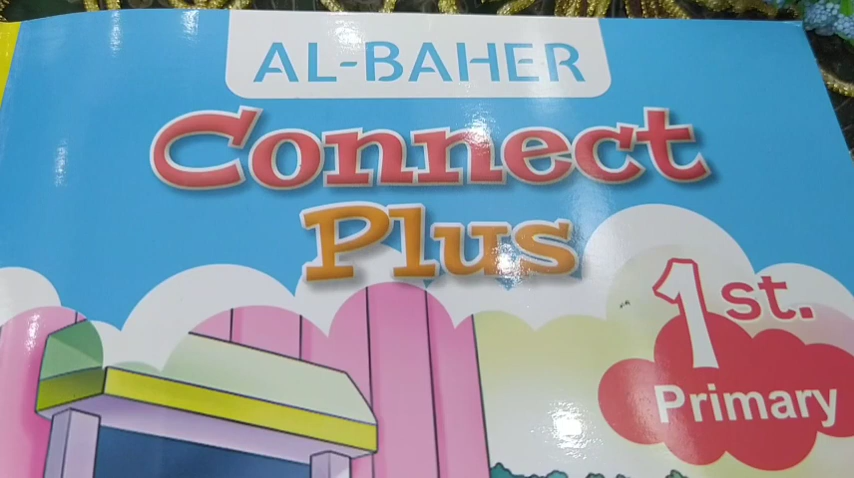 AL-BAHER
Connect
Plus
1st.
Primary